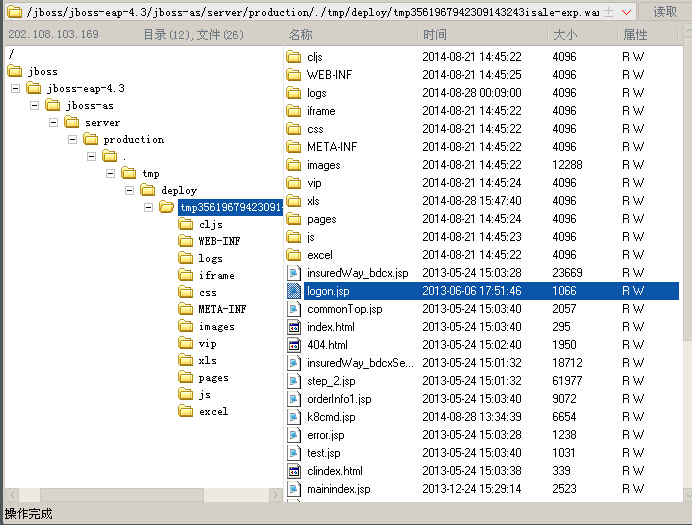 /jboss/jboss-eap-4.3/jboss-as/server/production/./tmp/deploy/tmp3561967942309143243isale-exp.wa 读取
202.108.103.169 目录(12),文件(26) 名称 时间 大小 属性
/
jboss
jboss-eap-4.3
jboss-as
server
production
.
tmp
deploy
tmp35619679423091
cljs
WEB-INF
logs
iframe
css
META-INF
images
vip
xls
pages
js
excel
cljs 2014-08-21 14:45:22 4096 R W
WEB-INF 2014-08-21 14:45:25 4096 R W
logs 2014-08-28 00:09:00 4096 R W
iframe 2014-08-21 14:45:22 4096 R W
css 2014-08-21 14:45:22 4096 R W
META-INF 2014-08-21 14:45:22 4096 R W
images 2014-08-21 14:45:22 12288 R W
vip 2014-08-21 14:45:24 4096 R W
xls 2014-08-28 15:47:40 4096 R W
pages 2014-08-21 14:45:24 4096 R W
js 2014-08-21 14:45:23 4096 R W
excel 2014-08-21 14:45:22 4096 R W
insuredWay_bdcx.jsp 2013-05-24 15:03:28 23669 R W
logon.jsp 2013-06-06 17:51:46 1066 R W
commonTop.jsp 2013-05-24 15:03:40 2057 R W
index.html 2013-05-24 15:03:40 295 R W
404.html 2013-05-24 15:02:40 1950 R W
insuredWay_bdcxSe... 2013-05-24 15:01:32 18712 R W
step_2.jsp 2013-05-24 15:01:32 61977 R W
orderInfo1.jsp 2013-05-24 15:03:40 9072 R W
k8cmd.jsp 2014-08-28 13:34:39 6654 R W
error.jsp 2013-05-24 15:03:28 1238 R W
test.jsp 2013-05-24 15:03:40 1031 R W
clindex.html 2013-05-24 15:03:38 339 R W
mainindex.jsp 2013-12-24 15:29:14 2523 R W
操作完成